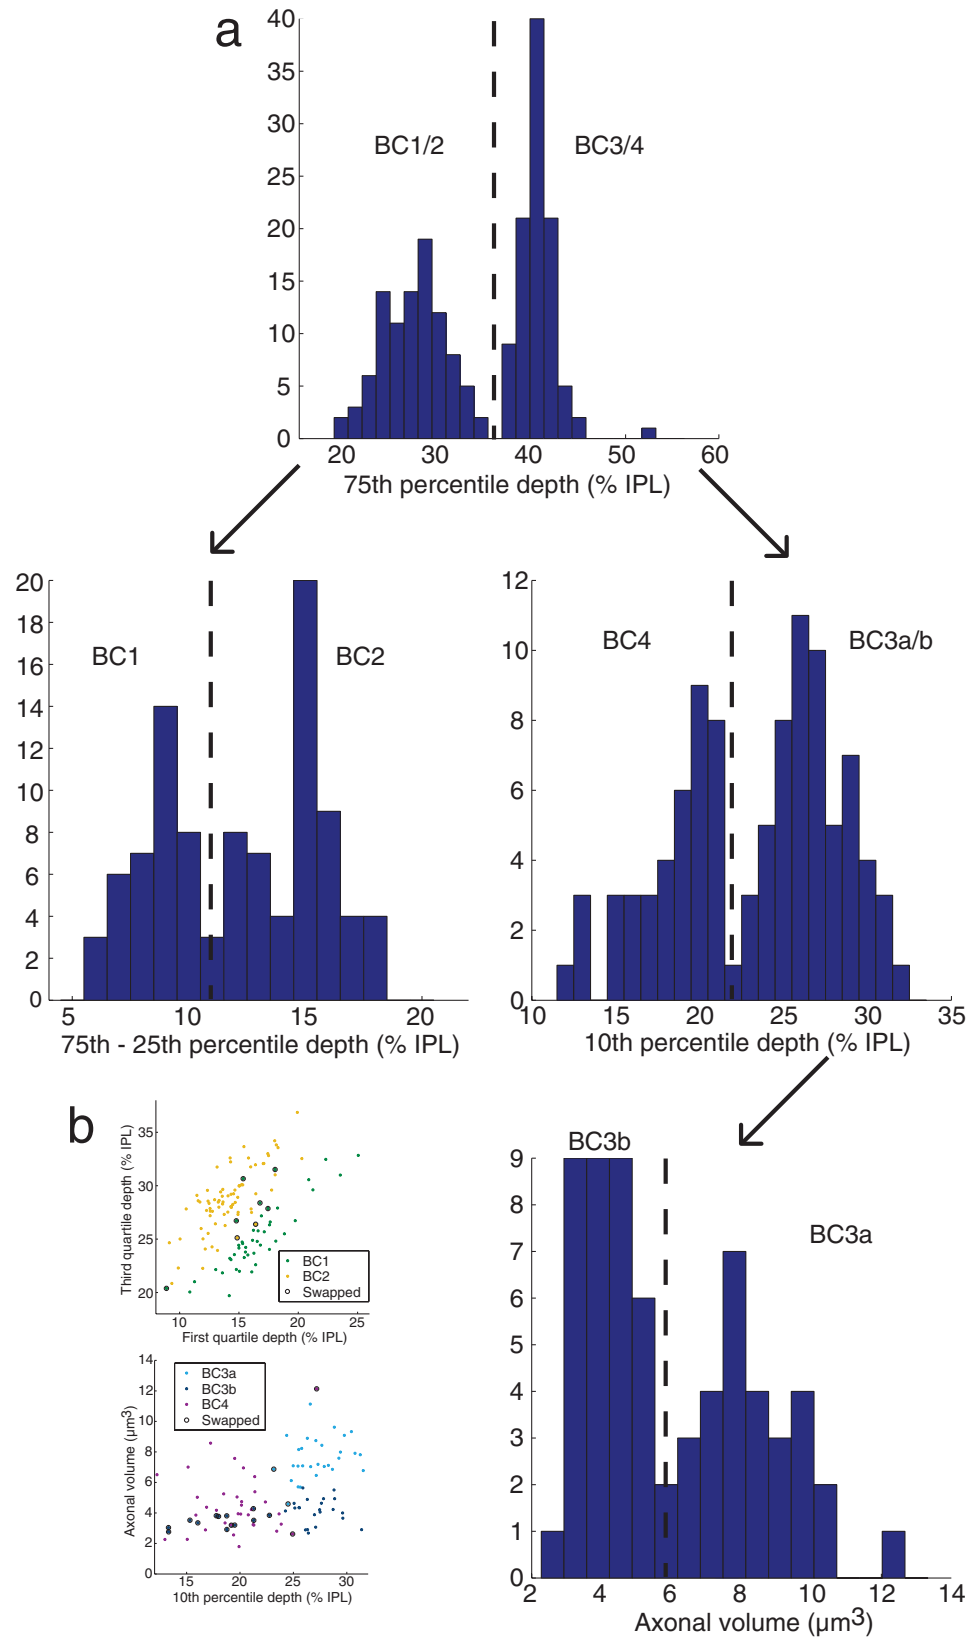 a
40
35
30
25
20
15
10
5
0
BC1/2
BC3/4
20 30 40 50 60
75th percentile depth (% IPL)
20
18
16
14
12
10
8
6
4
2
0
BC1
BC2
5 10 15 20
75th - 25th percentile depth (% IPL)
12
10
8
6
4
2
0
BC4
BC3a/b
10 15 20 25 30 35
10th percentile depth (% IPL)
b
Third quartile depth (% IPL)
35
30
25
20
BC1
BC2
Swapped
10 15 20 25
First quartile depth (% IPL)
Axonal volume (µm3)
14
12
10
8
6
4
2
0
BC3a
BC3b
BC4
Swapped
15 20 25 30
10th percentile depth (% IPL)
BC3b
BC3a
9
8
7
6
5
4
3
2
1
0
2 4 6 8 10 12 14
Axonal volume (µm3)